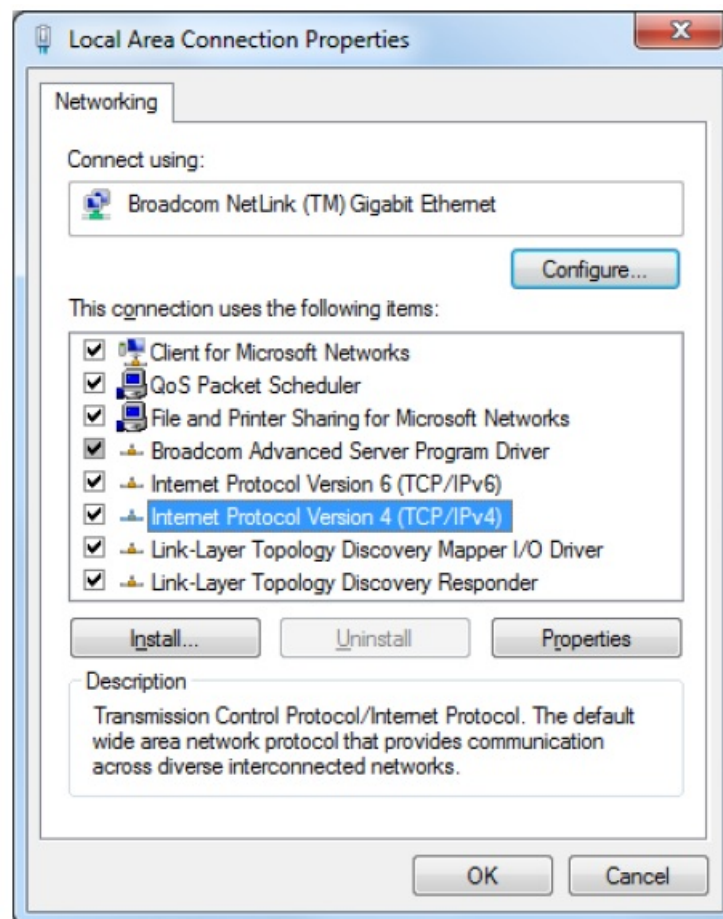 Local Area Connection Properties
Networking
Connect using:
Broadcom NetLink (TM) Gigabit Ethernet
Configure...
This connection uses the following items:
Client for Microsoft Networks
QoS Packet Scheduler
File and Printer Sharing for Microsoft Networks
Broadcom Advanced Server Program Driver
Internet Protocol Version 6 (TCP/IPv6)
Internet Protocol Version 4 (TCP/IPv4)
Link-Layer Topology Discovery Mapper I/O Driver
Link-Layer Topology Discovery Responder
Install... Uninstall Properties
Description
Transmission Control Protocol/Internet Protocol. The default
wide area network protocol that provides communication
across diverse interconnected networks.
OK Cancel